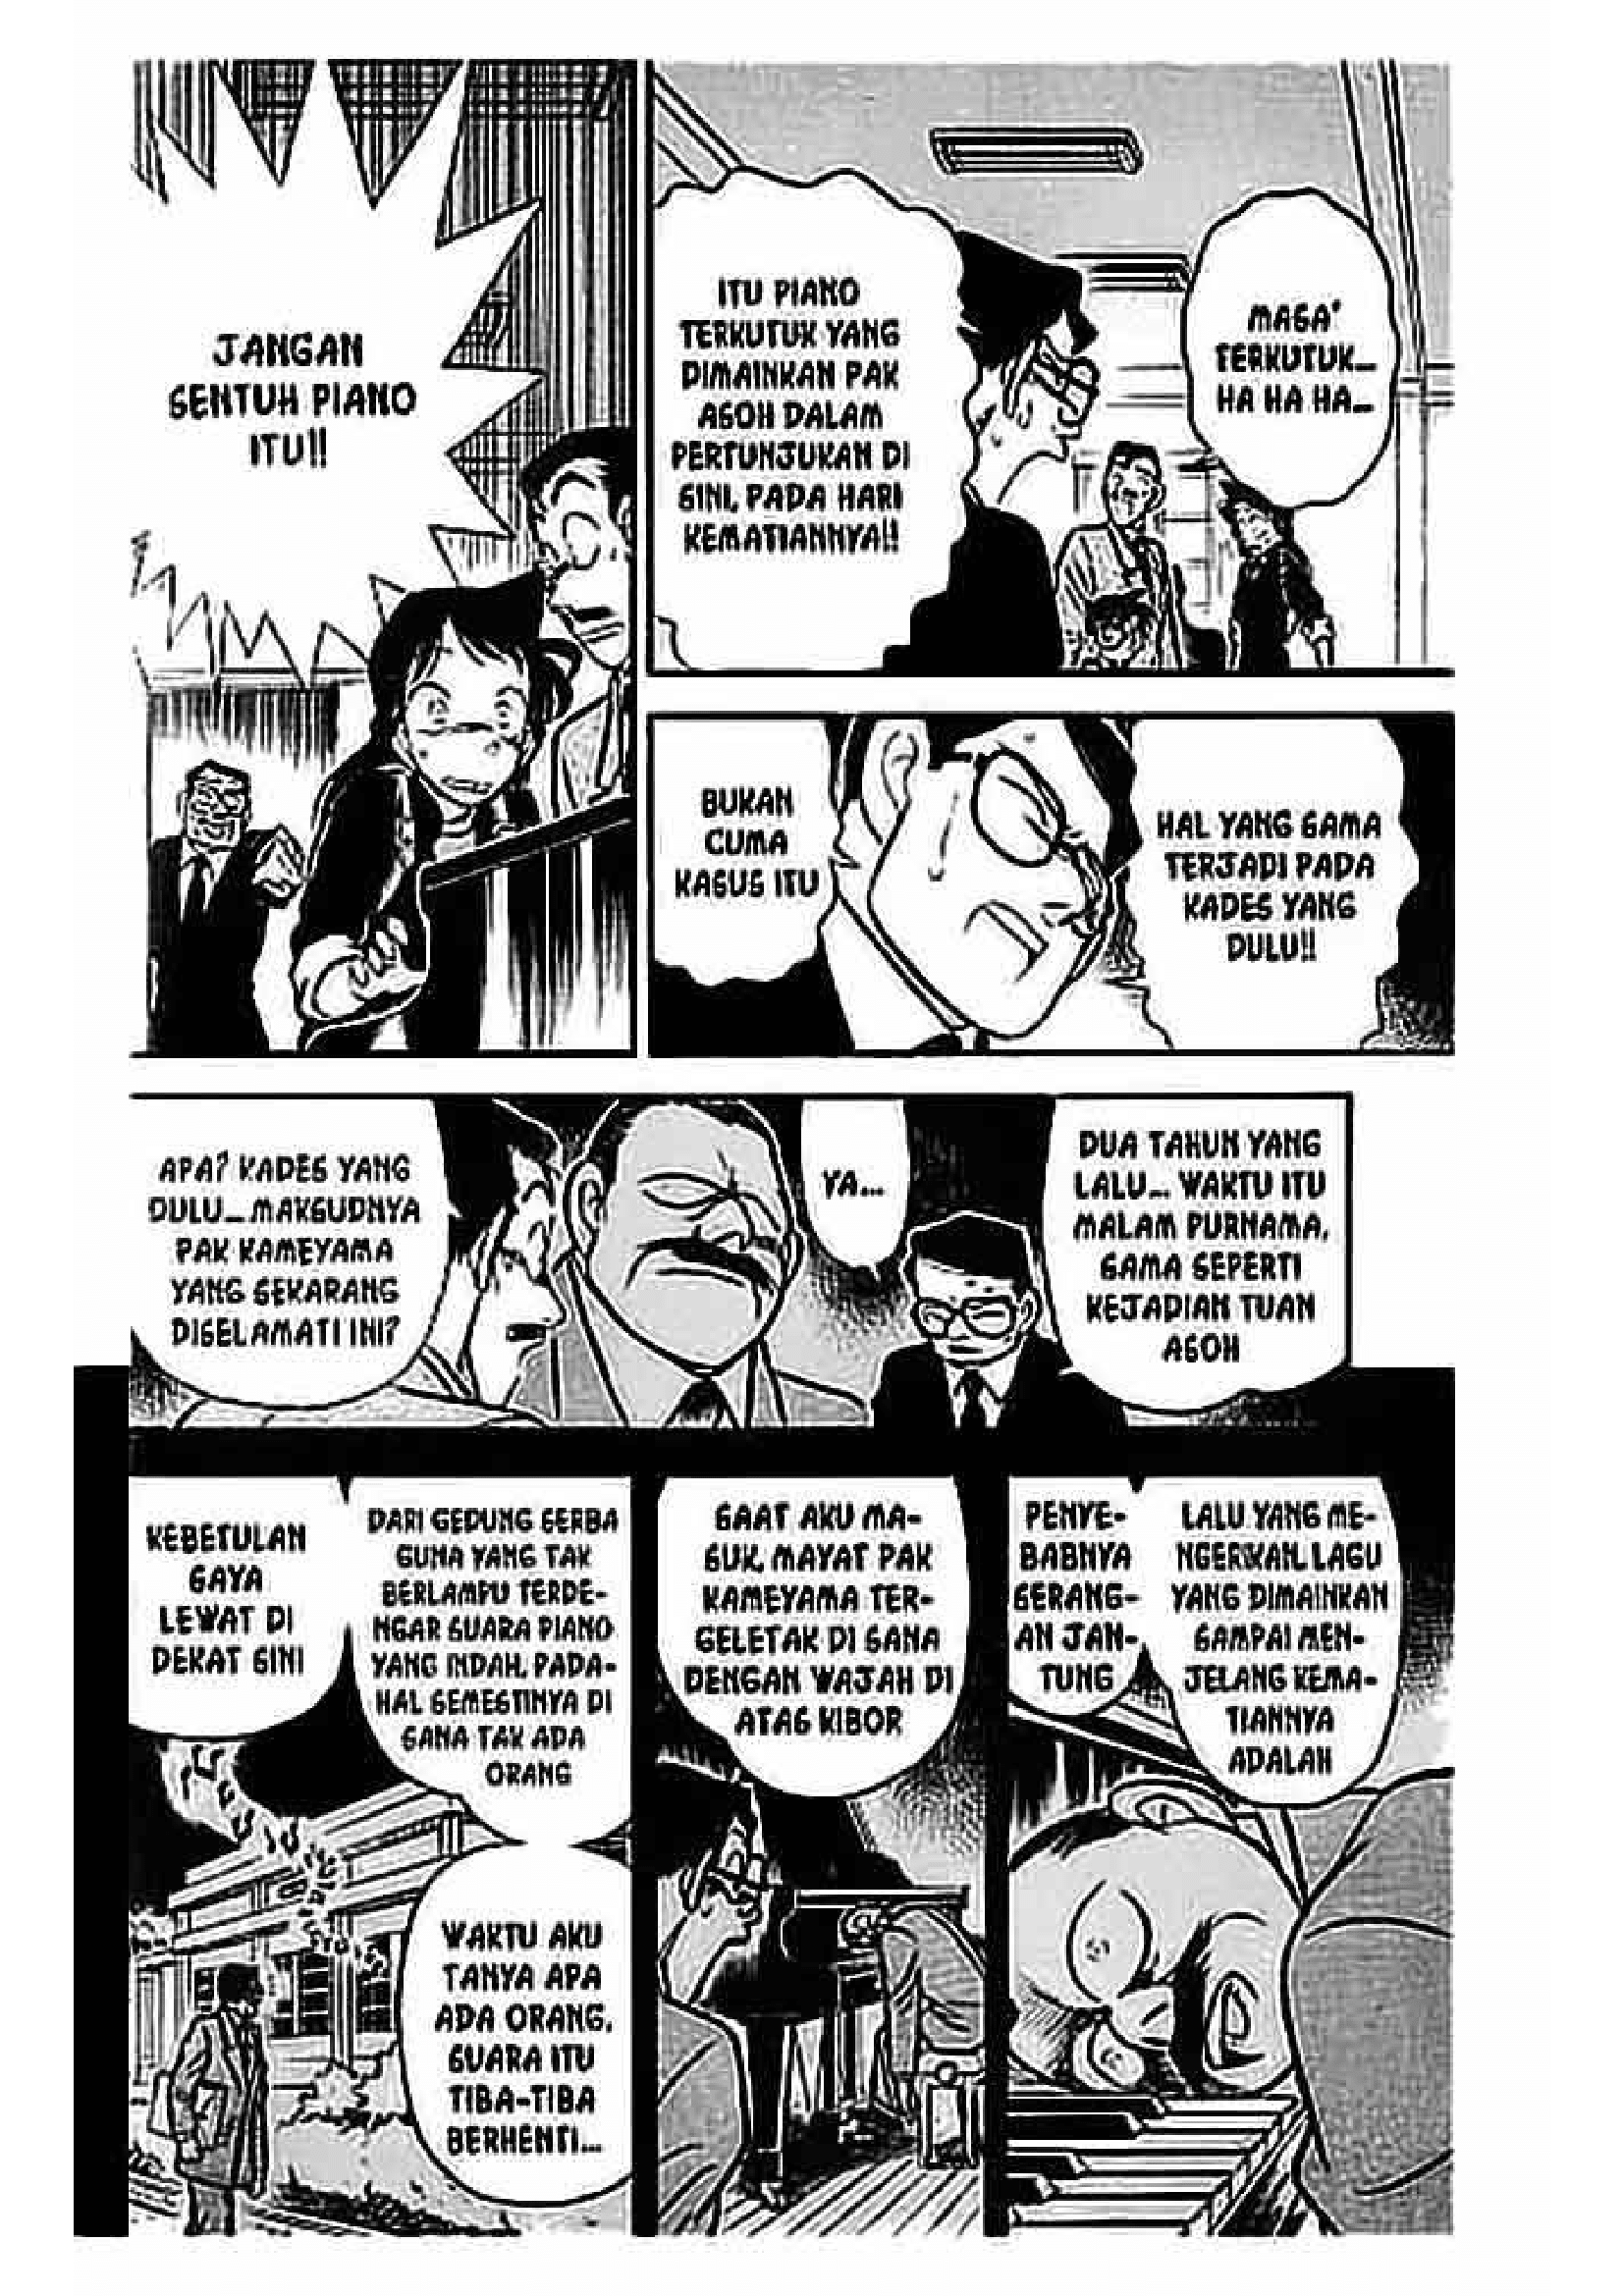 JANGAN
SENTUH PIANO
ITU!!
ITU PIANO
TERKUTUK YANG
DIMAINKAN PAK
ASOH DALAM
PERTUNJUKAN DI
SINI, PADA HARI
KEMATIANNYA!!
MASA'
TERKUTUK...
HA HA HA...
BUKAN
CUMA
KASUS ITU
HAL YANG SAMA
TERJADI PADA
KADES YANG
DULU!!
APA? KADES YANG
DULU... MAKSUDNYA
PAK KAMEYAMA
YANG SEKARANG
DISELAMATI INI?
YA...
DUA TAHUN YANG
LALU... WAKTU ITU
MALAM PURNAMA,
SAMA SEPERTI
KEJADIAN TUAN
ASOH
KEBETULAN
SAYA
LEWAT DI
DEKAT SINI
DARI GEDUNG SERBA
GUNA YANG TAK
BERLAMPU TERDE-
NGAR SUARA PIANO
YANG INDAH, PADA-
HAL SEMESTINYA DI
SANA TAK ADA
ORANG
WAKTU AKU
TANYA APA
ADA ORANG,
SUARA ITU
TIBA-TIBA
BERHENTI...
SAAT AKU MA-
SUK, MAYAT PAK
KAMEYAMA TER-
GELETAK DI SANA
DENGAN WAJAH DI
ATAS KIBOR
PENYE-
BABNYA
SERANG-
AN JAN-
TUNG
LALU YANG ME-
NGERIKAN, LAGU
YANG DIMAINKAN
SAMPAI MEN-
JELANG KEMA-
TIANNYA
ADALAH